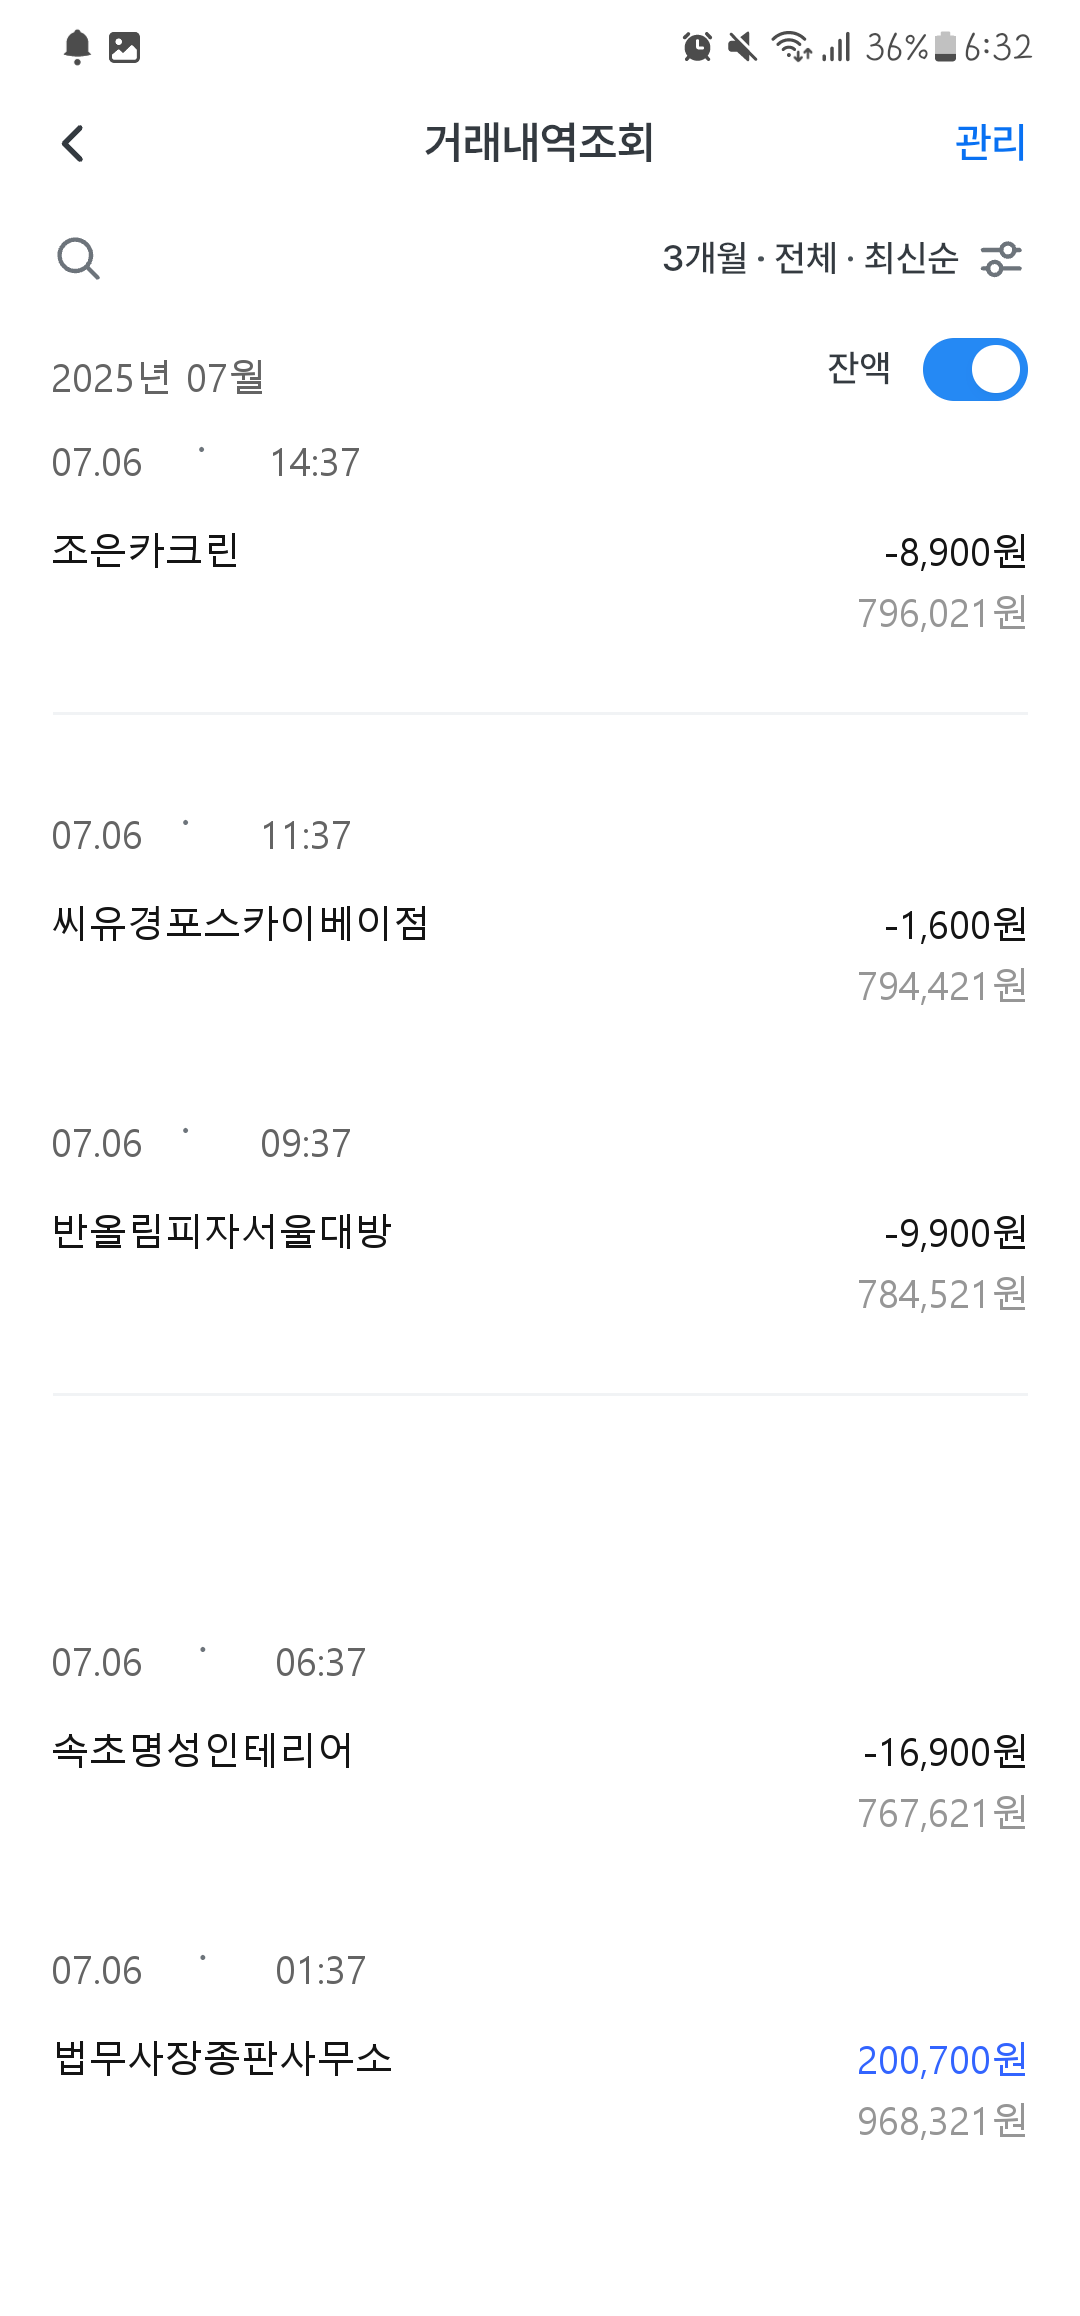 36% 6:32
거래내역조회 관리
3개월 · 전체 · 최신순
잔액
2025년 07월
07.06 · 14:37
조은카크린 -8,900원
796,021원
07.06 · 11:37
씨유경포스카이베이점 -1,600원
794,421원
07.06 · 09:37
반올림피자서울대방 -9,900원
784,521원
07.06 · 06:37
속초명성인테리어 -16,900원
767,621원
07.06 · 01:37
법무사장종판사무소 200,700원
968,321원